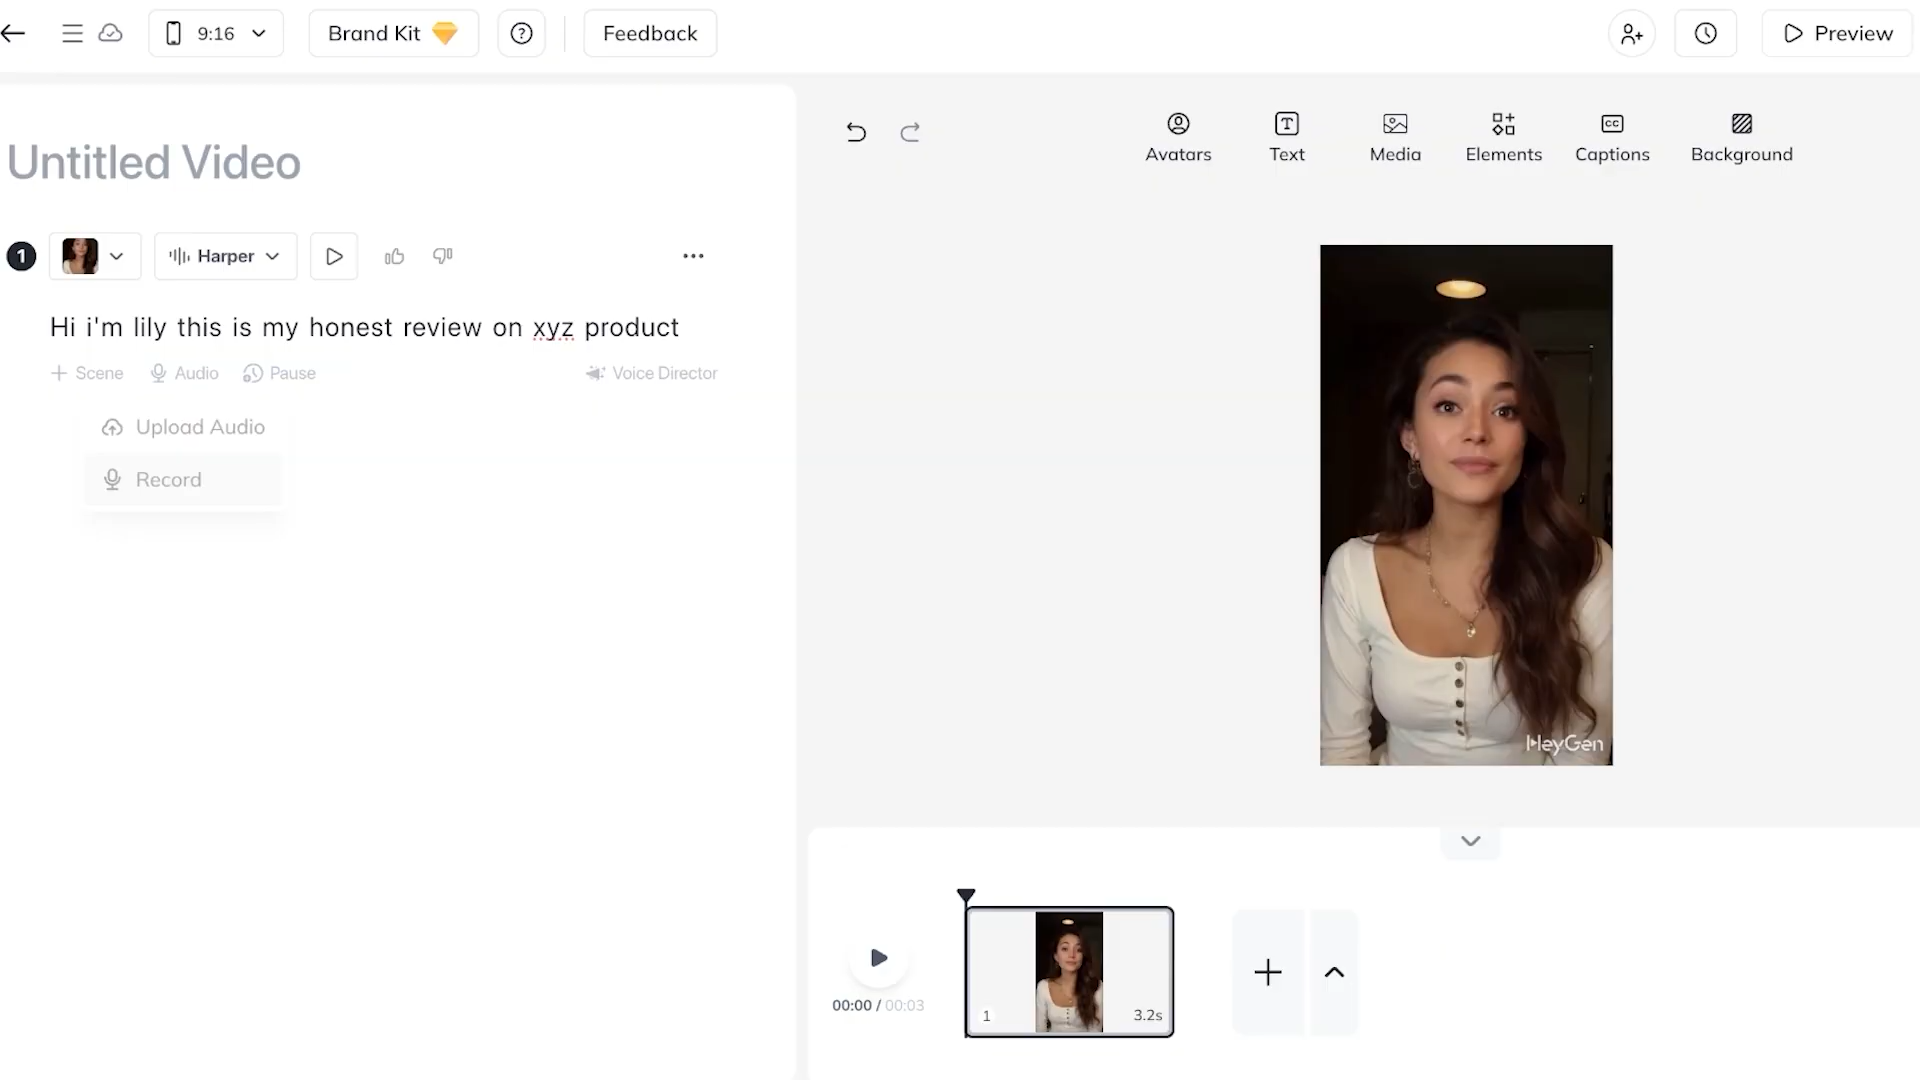 9:16
Brand Kit
Feedback
Preview
Untitled Video
Avatars
Text
Media
Elements
Captions
Background
1
Harper
Hi i'm lily this is my honest review on xyz product
Scene
Audio
Pause
Voice Director
Upload Audio
Record
HeyGen
00:00 / 00:03
1
3.2s